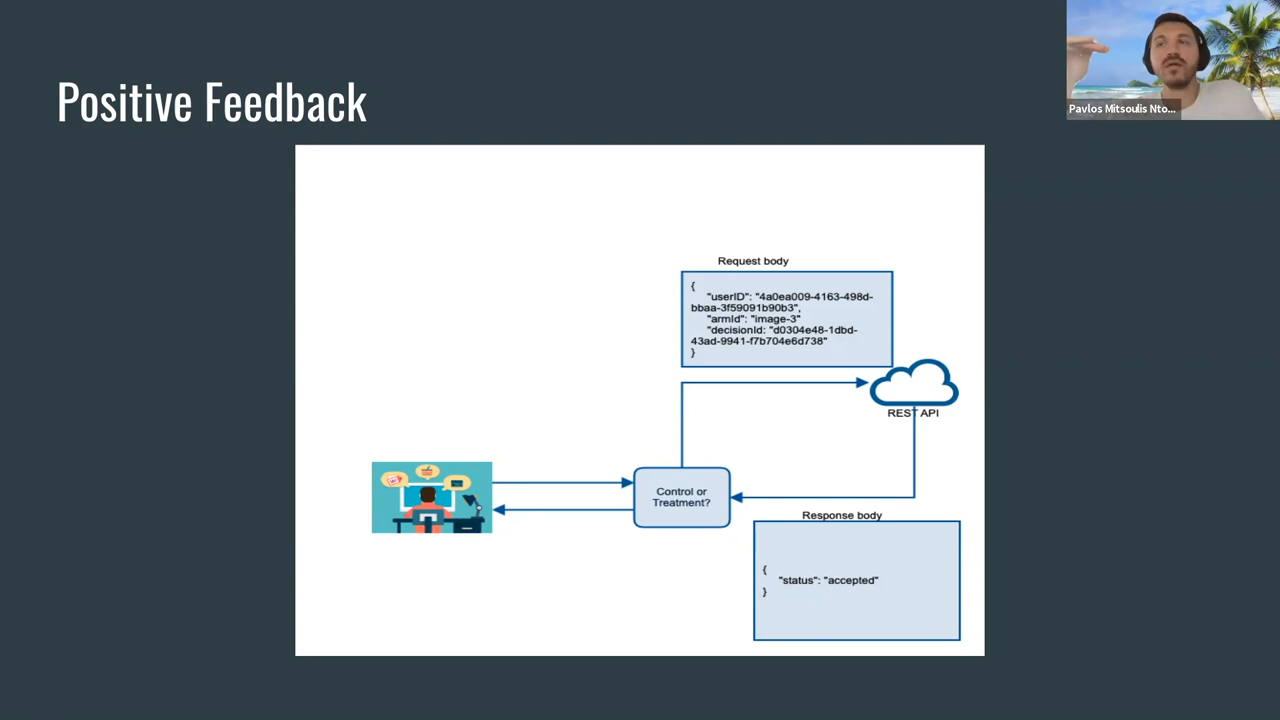 Pavlos Mitsoulis Nto...
Positive Feedback
Request body
{
"userID": "4a0ea009-4163-498d-
bbaa-3f59091b90b3",
"armId": "image-3"
"decisionId: "d0304e48-1dbd-
43ad-9941-f7b704e6d738"
}
REST API
Control or
Treatment?
Response body
{
"status": "accepted"
}